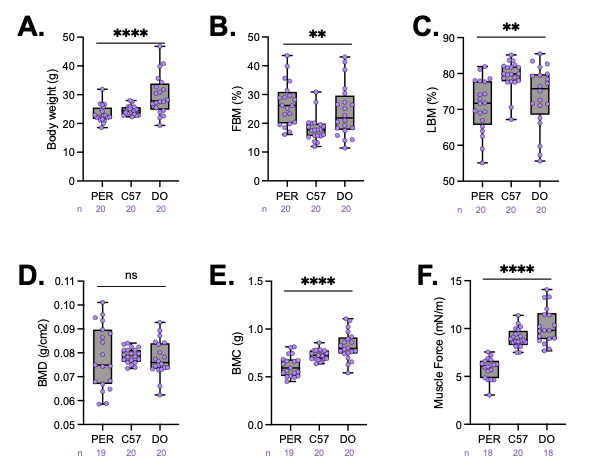 A.
****
Body weight (g)
50
40
30
20
10
0
PER C57 DO
n 20 20 20
B.
**
FBM (%)
50
40
30
20
10
0
PER C57 DO
n 20 20 20
C.
**
LBM (%)
90
80
70
60
50
PER C57 DO
n 20 20 20
D.
ns
BMD (g/cm2)
0.11
0.10
0.09
0.08
0.07
0.06
0.05
PER C57 DO
n 19 20 20
E.
****
BMC (g)
1.5
1.0
0.5
0.0
PER C57 DO
n 19 20 20
F.
****
Muscle Force (mN/m)
15
10
5
0
PER C57 DO
n 18 20 18